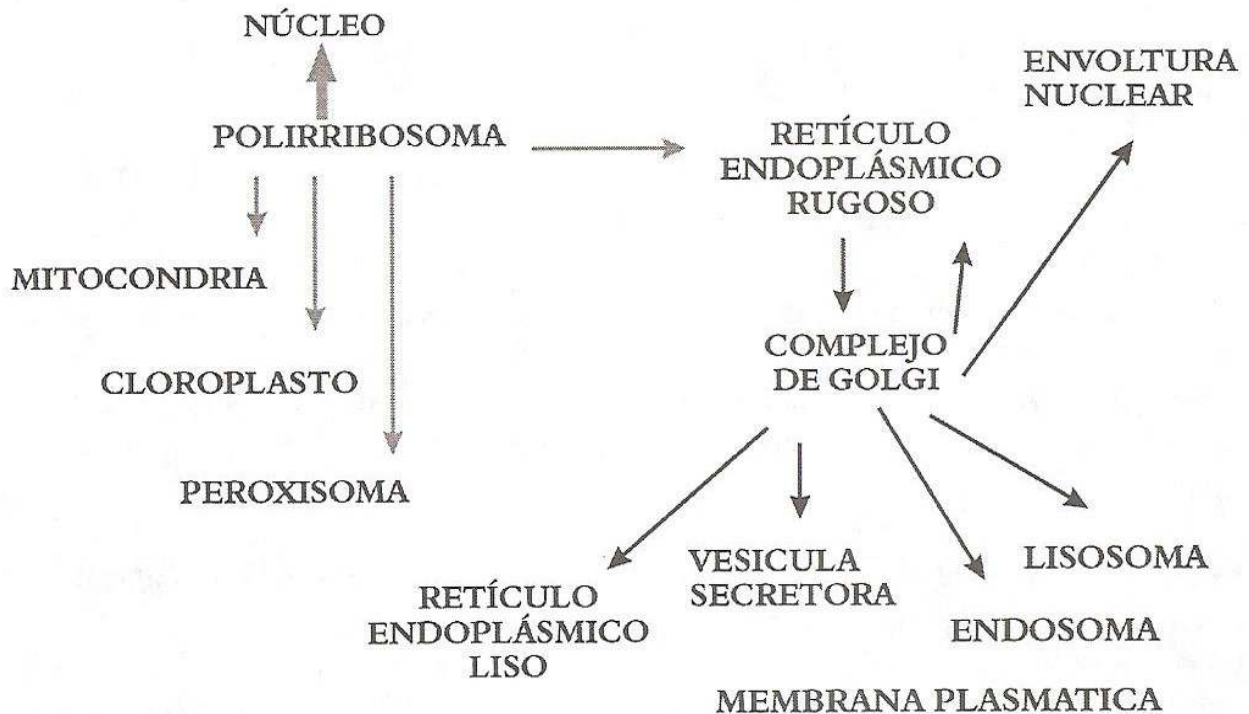 NÚCLEO
ENVOLTURA
NUCLEAR
POLIRRIBOSOMA
RETÍCULO
ENDOPLÁSMICO
RUGOSO
MITOCONDRIA
COMPLEJO
DE GOLGI
CLOROPLASTO
PEROXISOMA
RETÍCULO
ENDOPLÁSMICO
LISO
VESICULA
SECRETORA
LISOSOMA
ENDOSOMA
MEMBRANA PLASMATICA